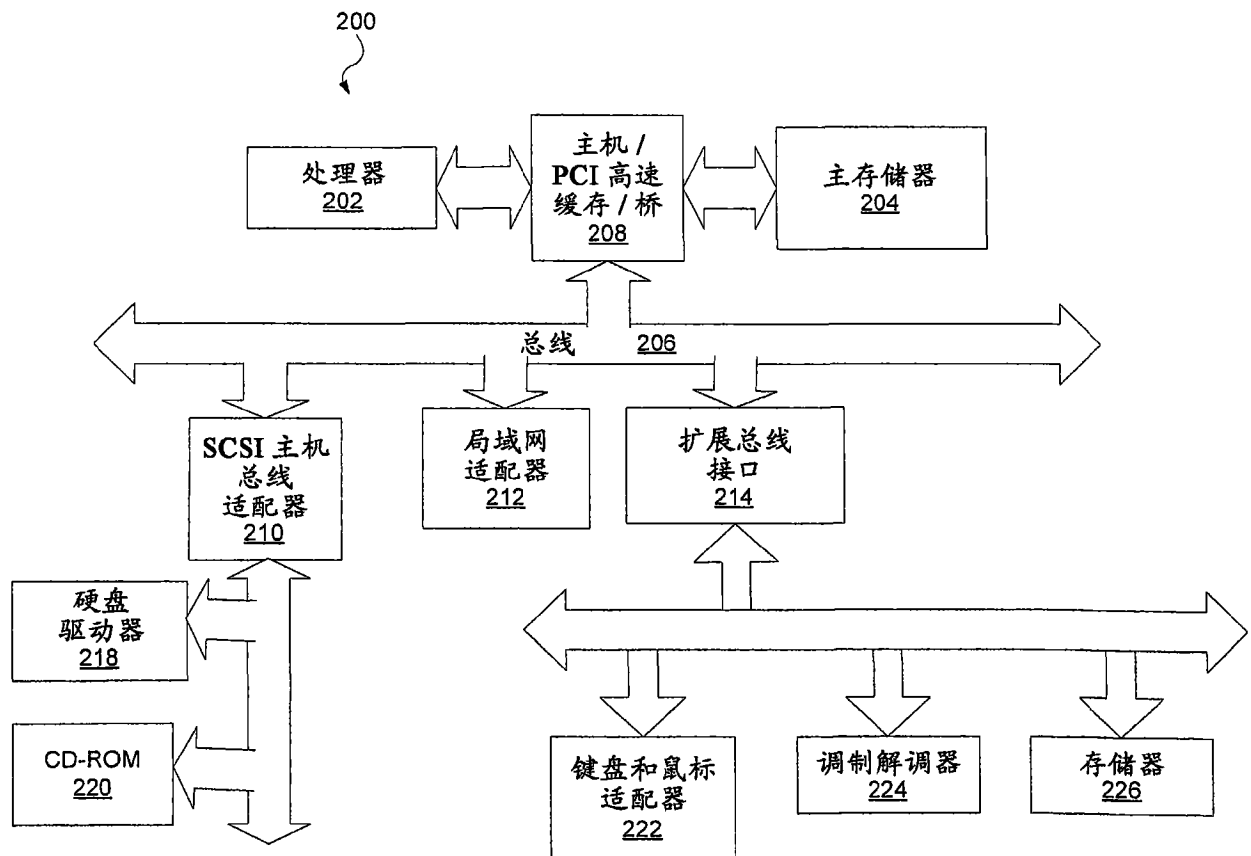 200
处理器
202
主机 /
PCI 高速
缓存 / 桥
208
主存储器
204
总线 206
SCSI 主机
总线
适配器
210
局域网
适配器
212
扩展总线
接口
214
硬盘
驱动器
218
CD-ROM
220
键盘和鼠标
适配器
222
调制解调器
224
存储器
226